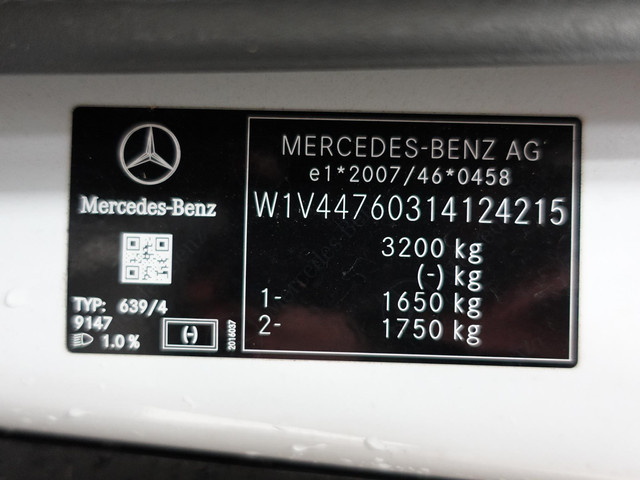 Mercedes-Benz
TYP: 639/4
9147
1.0 %
(-)
2016037
MERCEDES-BENZ AG
e1*2007/46*0458
W1V44760314124215
3200 kg
(-) kg
1- 1650 kg
2- 1750 kg